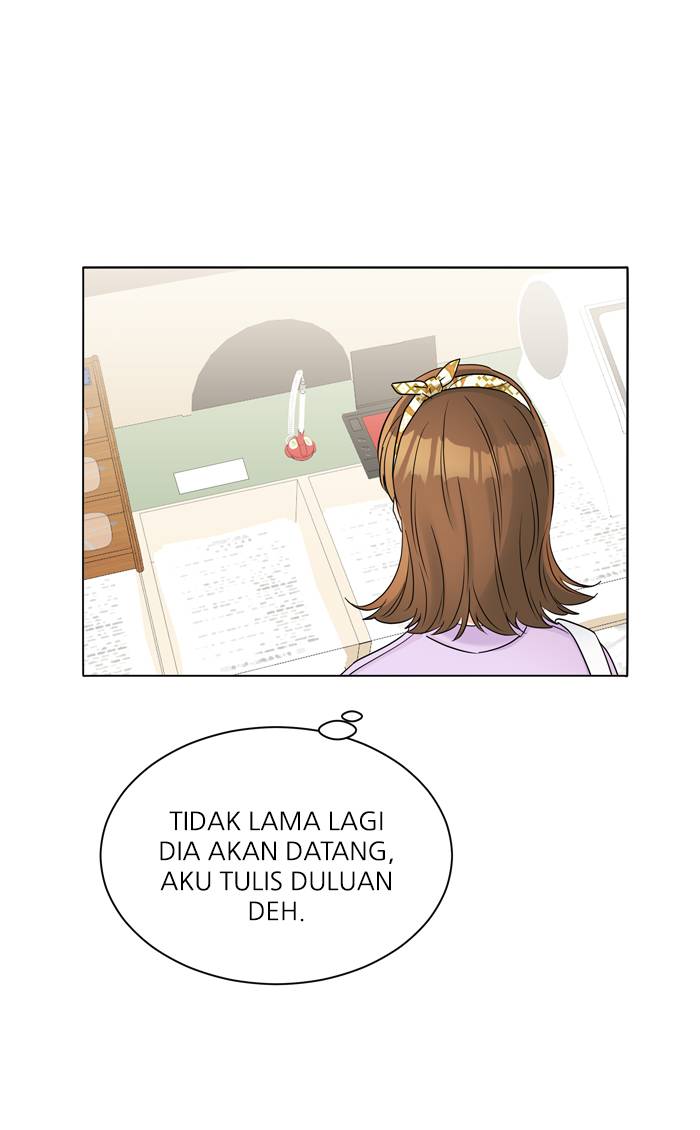 TIDAK LAMA LAGI
DIA AKAN DATANG,
AKU TULIS DULUAN
DEH.